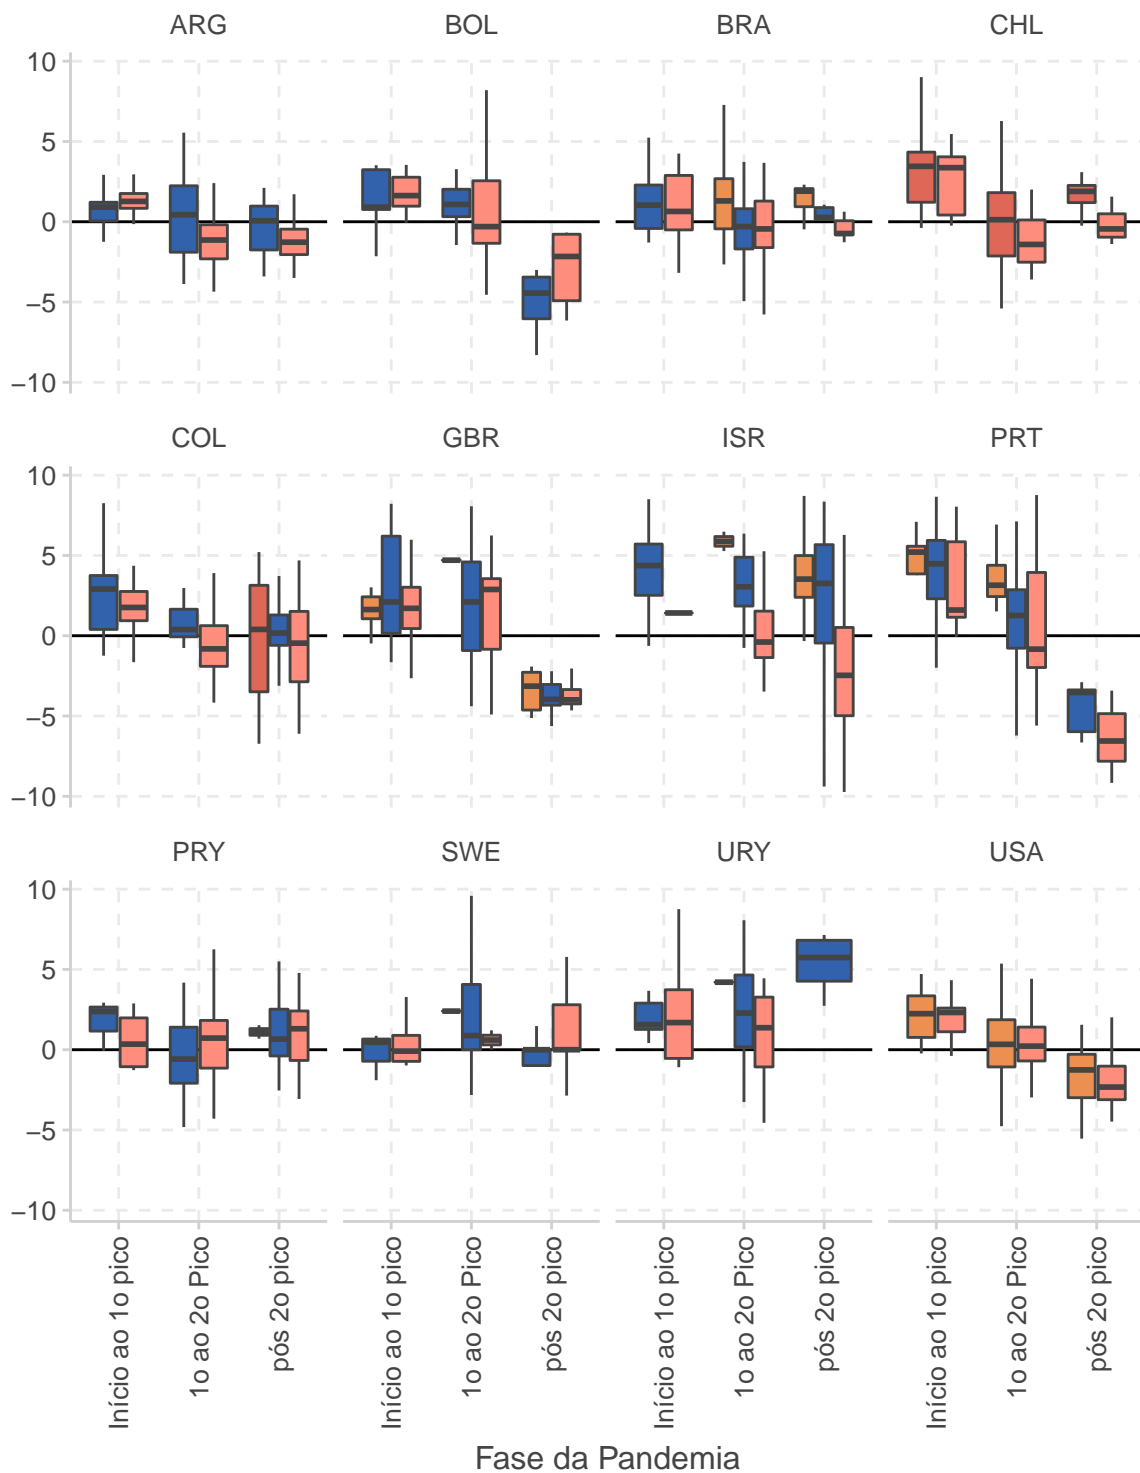 ARG BOL BRA CHL
10
5
0
−5
−10
COL GBR ISR PRT
10
5
0
−5
−10
PRY SWE URY USA
10
5
0
−5
−10
Início ao 1o pico
1o ao 2o Pico
pós 2o pico
Início ao 1o pico
1o ao 2o Pico
pós 2o pico
Início ao 1o pico
1o ao 2o Pico
pós 2o pico
Início ao 1o pico
1o ao 2o Pico
pós 2o pico
Fase da Pandemia